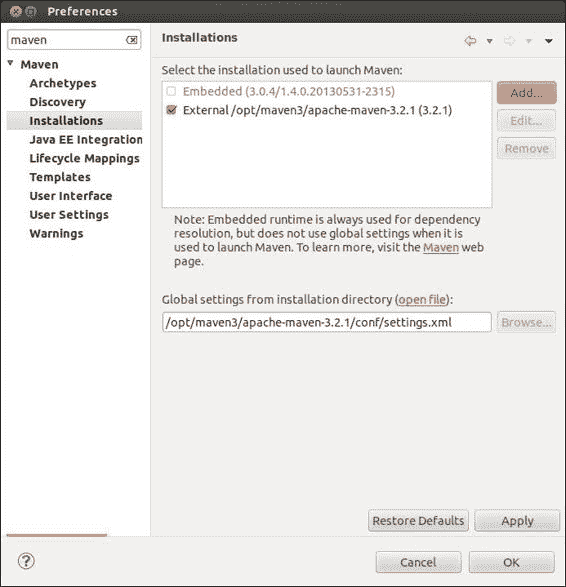 Preferences
maven
Installations
Maven
Archetypes
Discovery
Installations
Java EE Integration
Lifecycle Mappings
Templates
User Interface
User Settings
Warnings
Select the installation used to launch Maven:
Embedded (3.0.4/1.4.0.20130531-2315)
External /opt/maven3/apache-maven-3.2.1 (3.2.1)
Add...
Edit...
Remove
Note: Embedded runtime is always used for dependency
resolution, but does not use global settings when it is
used to launch Maven. To learn more, visit the Maven web
page.
Global settings from installation directory (open file):
/opt/maven3/apache-maven-3.2.1/conf/settings.xml
Browse...
Restore Defaults
Apply
?
Cancel
OK